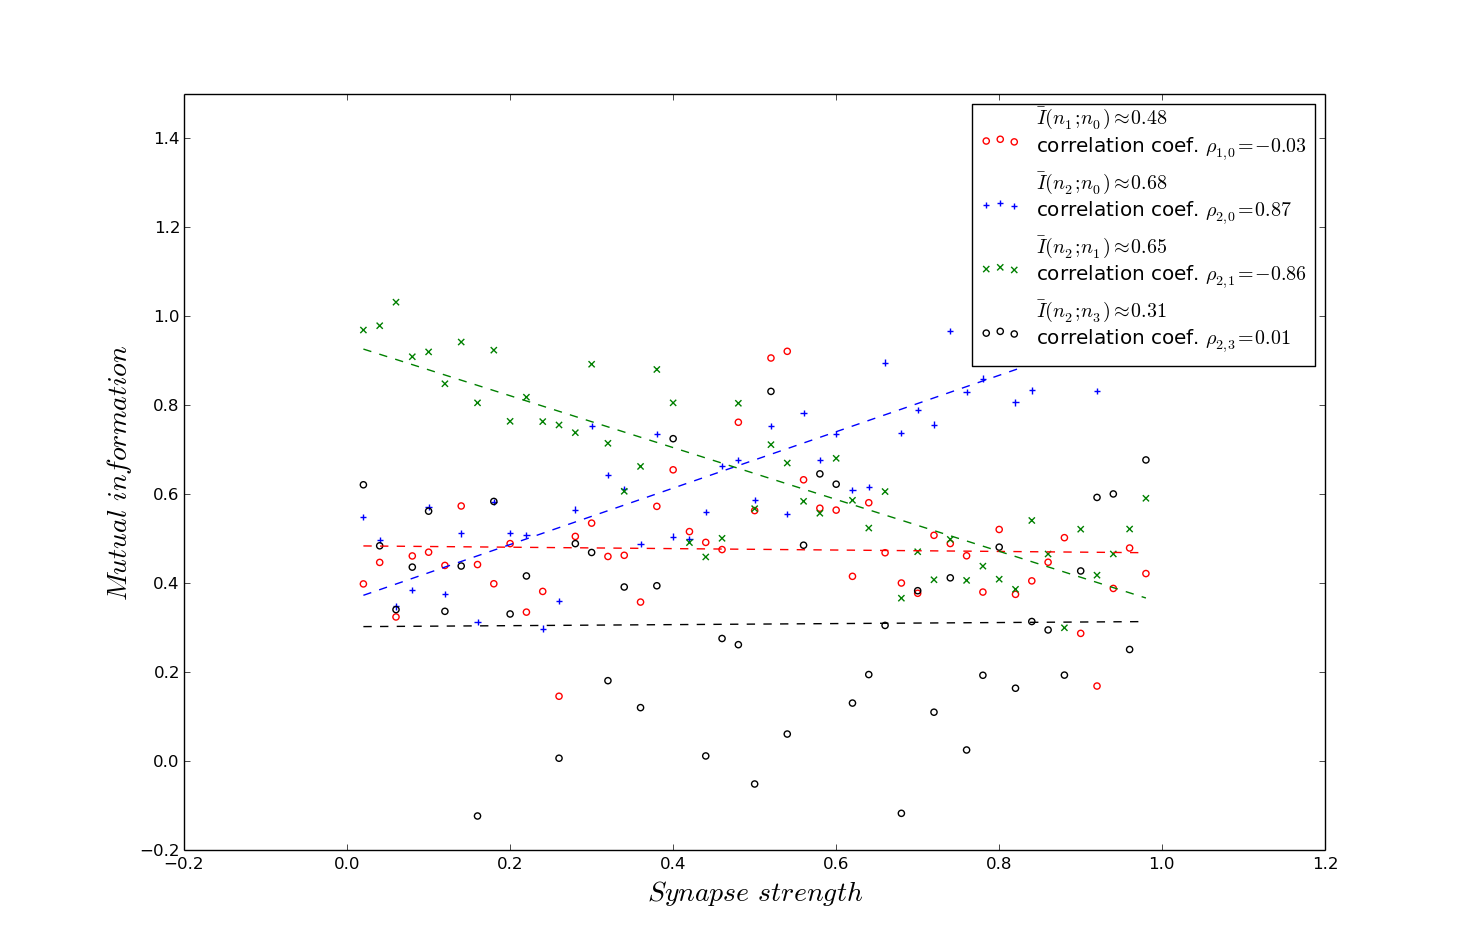 1.4
1.2
1.0
0.8
0.6
0.4
0.2
0.0
−0.2
−0.2 0.0 0.2 0.4 0.6 0.8 1.0 1.2
Mutual information
Synapse strength
Ī(n₁;n₀)≈0.48
correlation coef. ρ₁,₀=−0.03
Ī(n₂;n₀)≈0.68
correlation coef. ρ₂,₀=0.87
Ī(n₂;n₁)≈0.65
correlation coef. ρ₂,₁=−0.86
Ī(n₂;n₃)≈0.31
correlation coef. ρ₂,₃=0.01